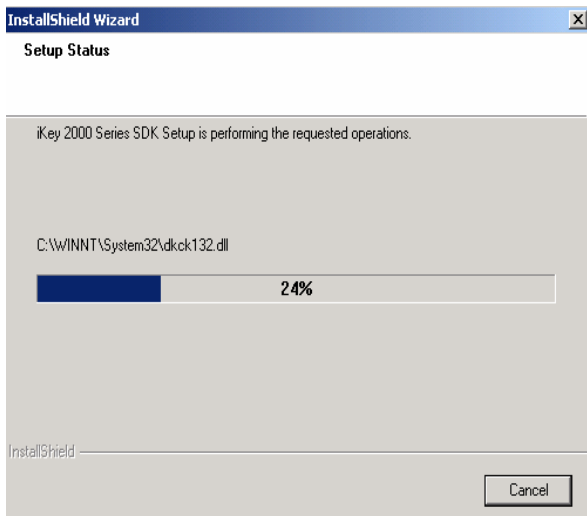 InstallShield Wizard
Setup Status
iKey 2000 Series SDK Setup is performing the requested operations.
C:\WINNT\System32\dkck132.dll
24%
InstallShield
Cancel